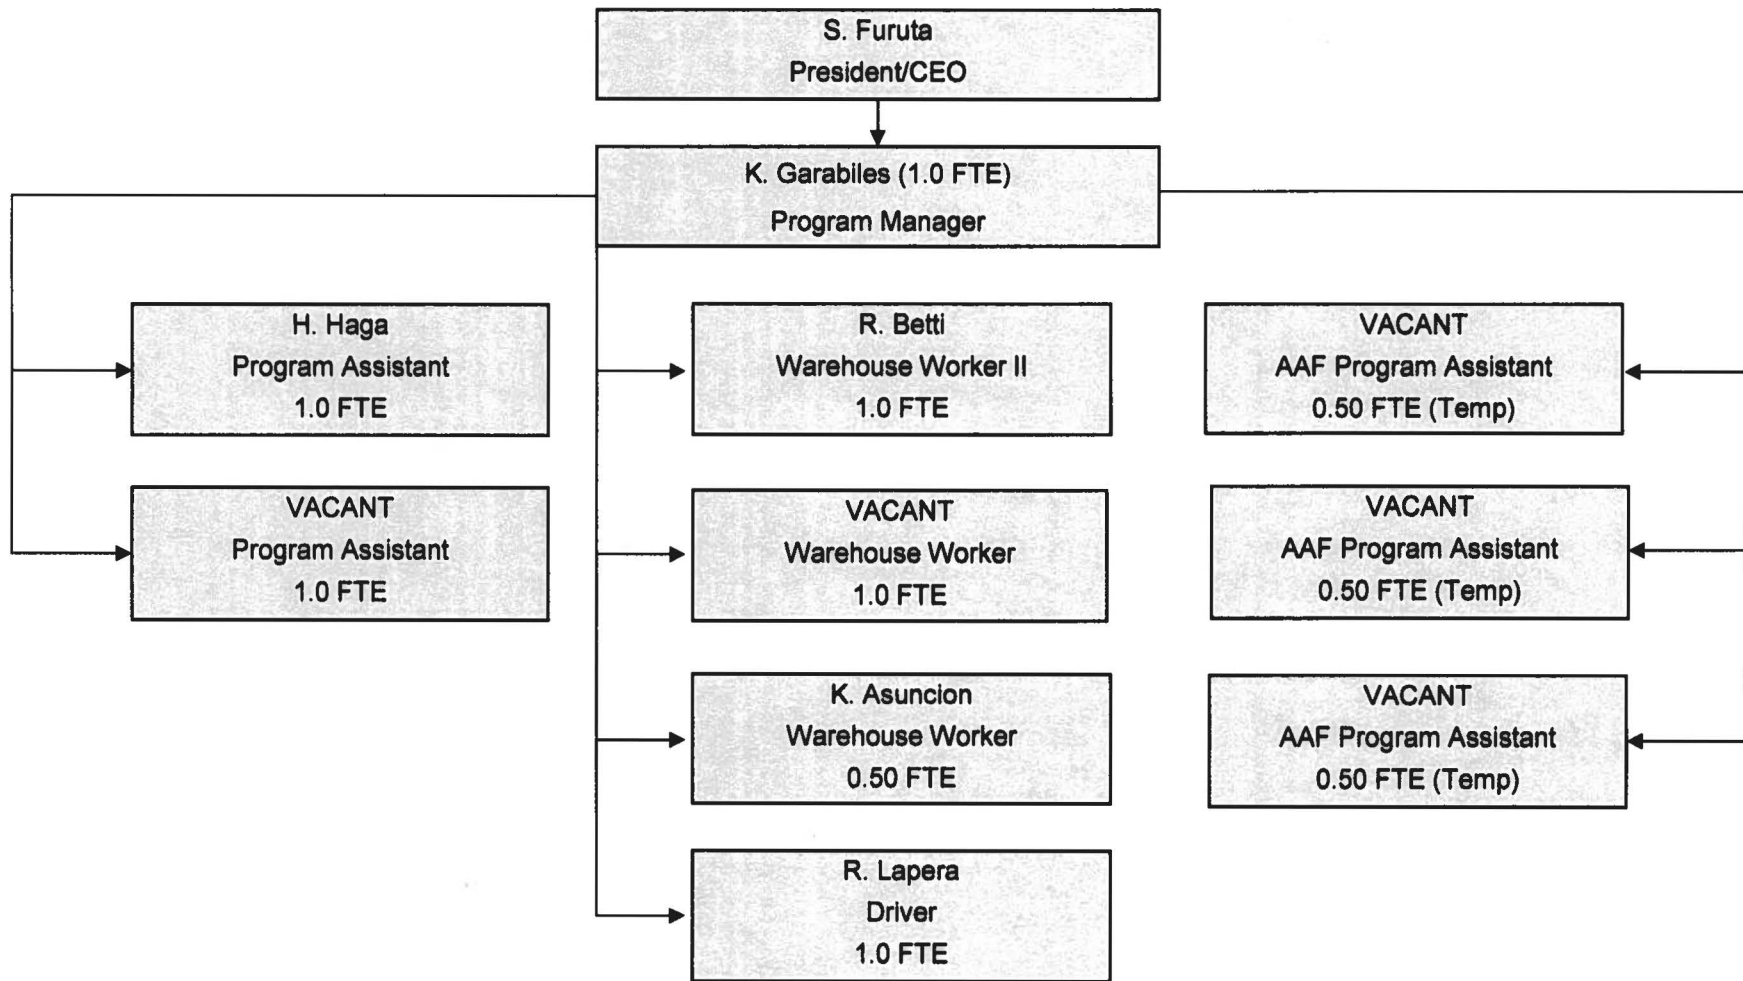 S. Furuta
President/CEO
K. Garabiles (1.0 FTE)
Program Manager
H. Haga
Program Assistant
1.0 FTE
VACANT
Program Assistant
1.0 FTE
R. Betti
Warehouse Worker II
1.0 FTE
VACANT
Warehouse Worker
1.0 FTE
K. Asuncion
Warehouse Worker
0.50 FTE
R. Lapera
Driver
1.0 FTE
VACANT
AAF Program Assistant
0.50 FTE (Temp)
VACANT
AAF Program Assistant
0.50 FTE (Temp)
VACANT
AAF Program Assistant
0.50 FTE (Temp)